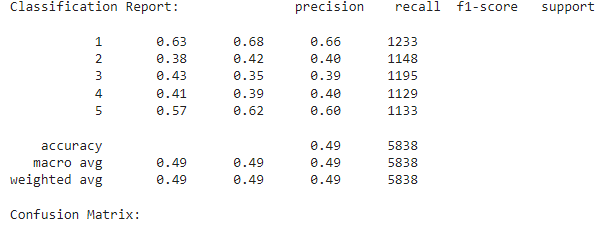 Classification Report:               precision    recall  f1-score   support

           1       0.63      0.68      0.66      1233
           2       0.38      0.42      0.40      1148
           3       0.43      0.35      0.39      1195
           4       0.41      0.39      0.40      1129
           5       0.57      0.62      0.60      1133

    accuracy                           0.49      5838
   macro avg       0.49      0.49      0.49      5838
weighted avg       0.49      0.49      0.49      5838

Confusion Matrix: